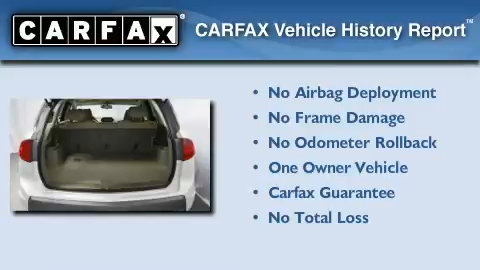 CARFAX® CARFAX Vehicle History Report™
No Airbag Deployment
No Frame Damage
No Odometer Rollback
One Owner Vehicle
Carfax Guarantee
No Total Loss